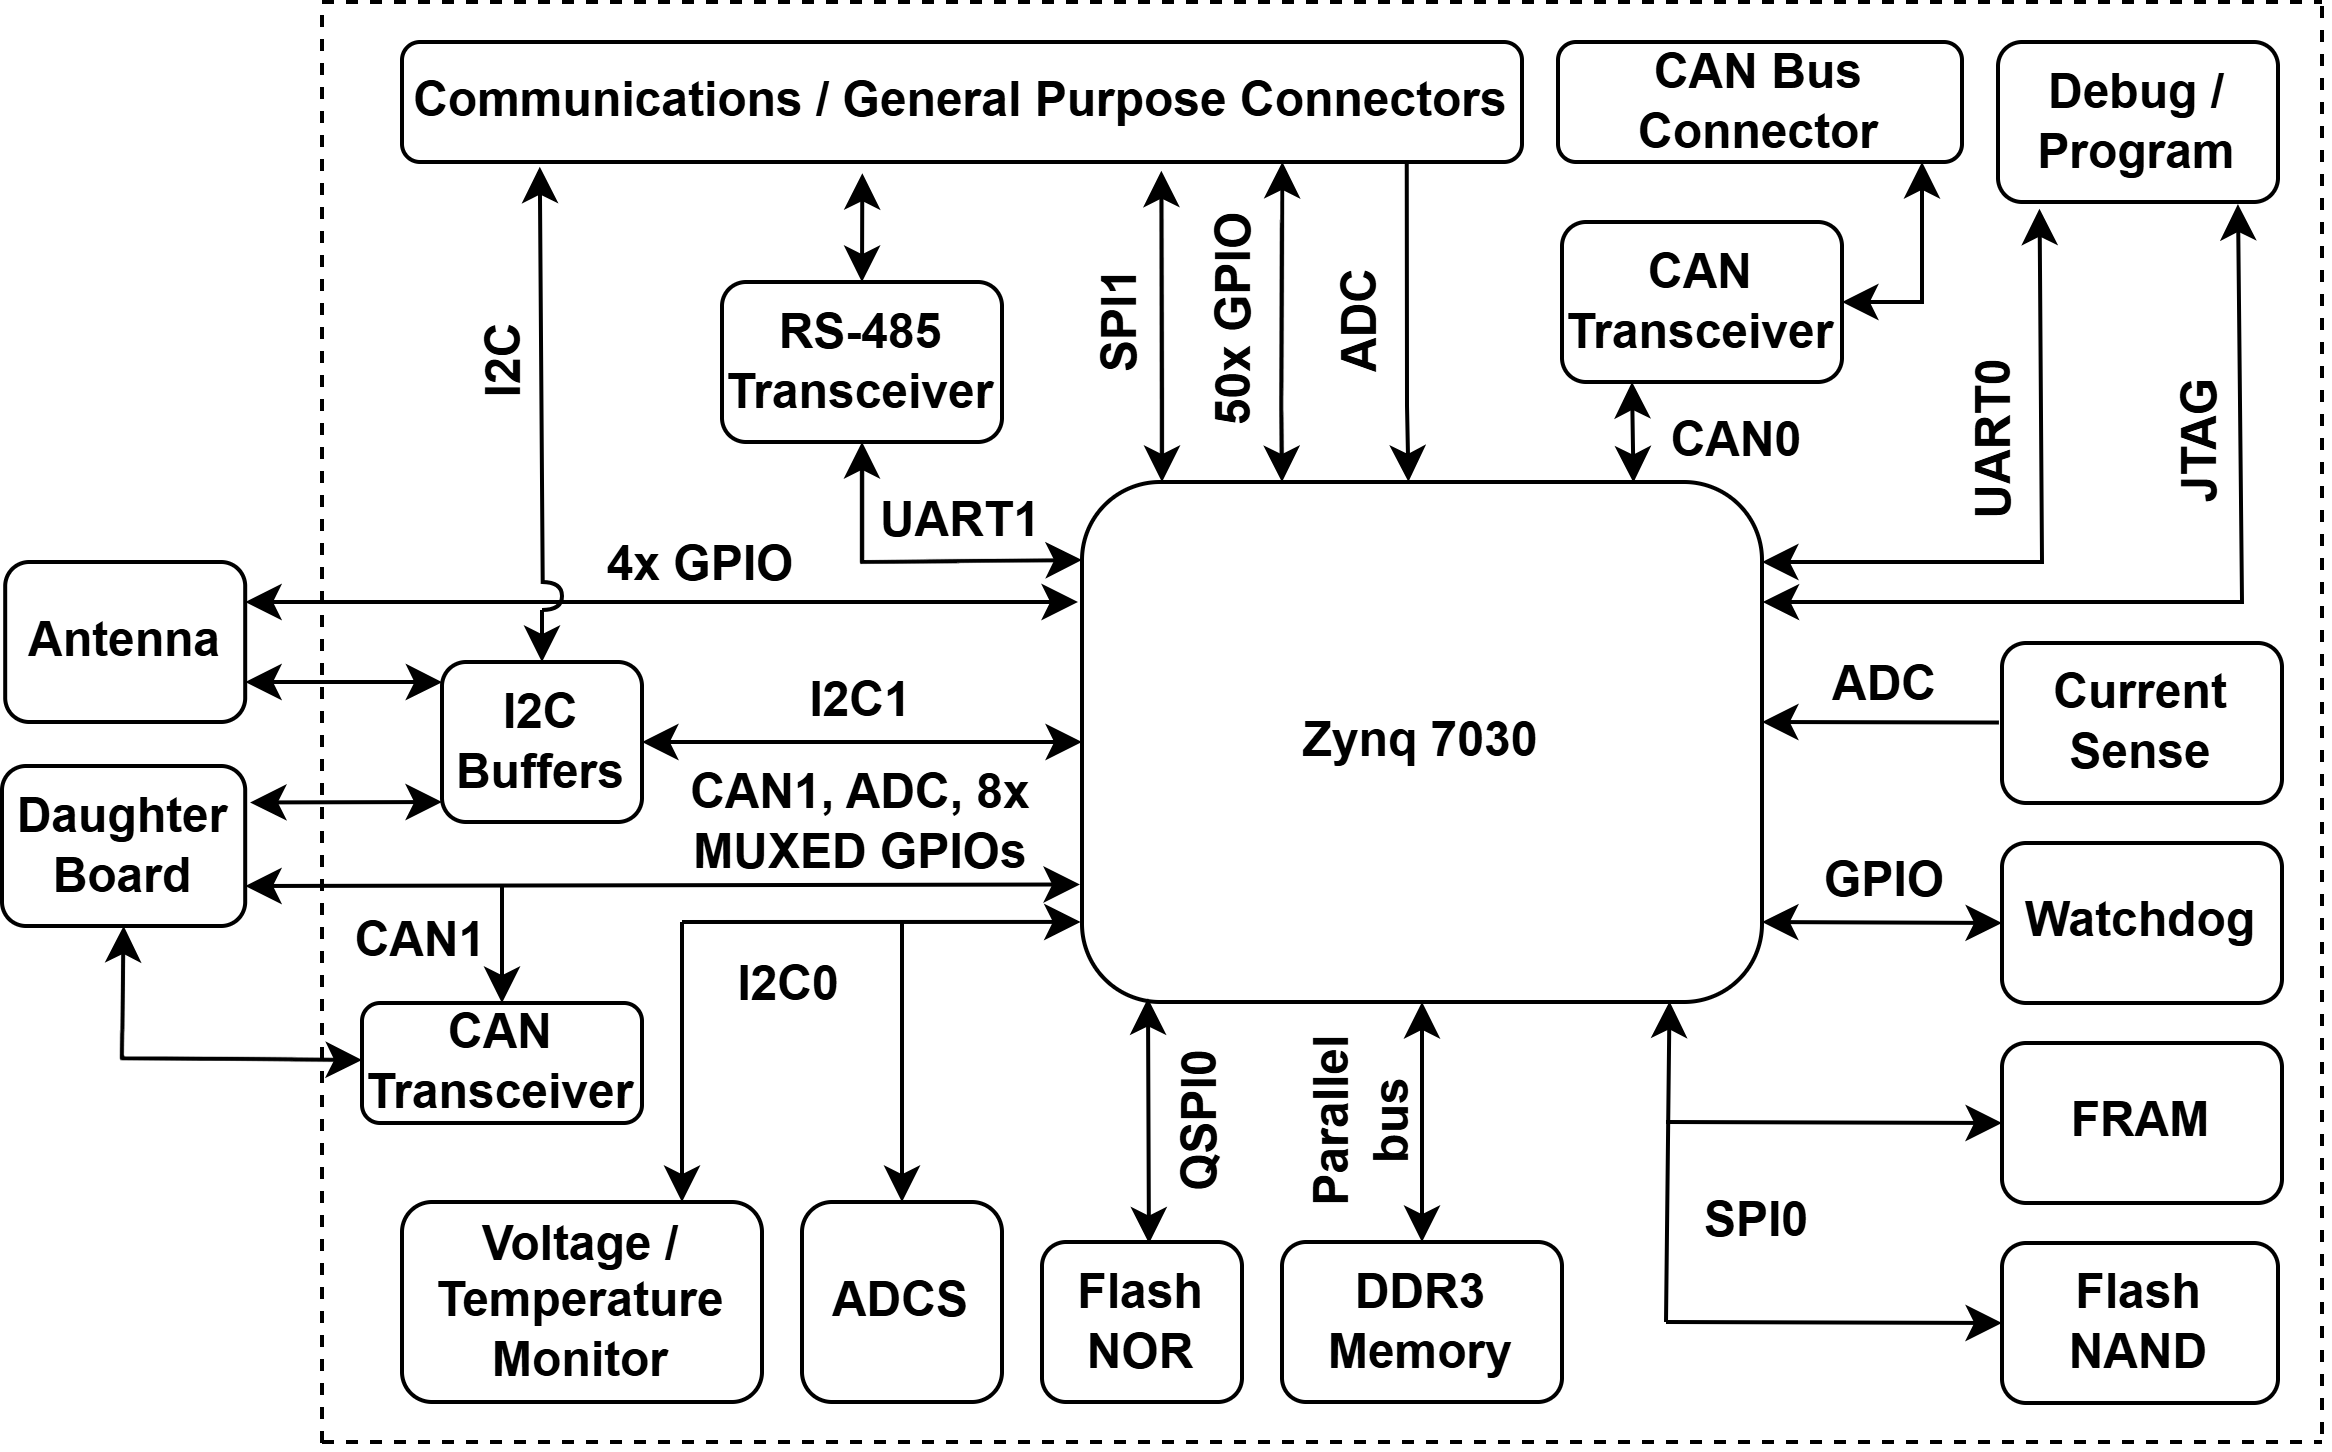 Communications / General Purpose Connectors
CAN Bus
Connector
Debug /
Program
I2C
RS-485
Transceiver
SPI1
50x GPIO
ADC
CAN
Transceiver
CAN0
UART0
JTAG
UART1
4x GPIO
Antenna
I2C
Buffers
I2C1
Zynq 7030
ADC
Current
Sense
Daughter
Board
CAN1, ADC, 8x
MUXED GPIOs
GPIO
Watchdog
CAN1
I2C0
CAN
Transceiver
QSPI0
Parallel
bus
FRAM
SPI0
Voltage /
Temperature
Monitor
ADCS
Flash
NOR
DDR3
Memory
Flash
NAND